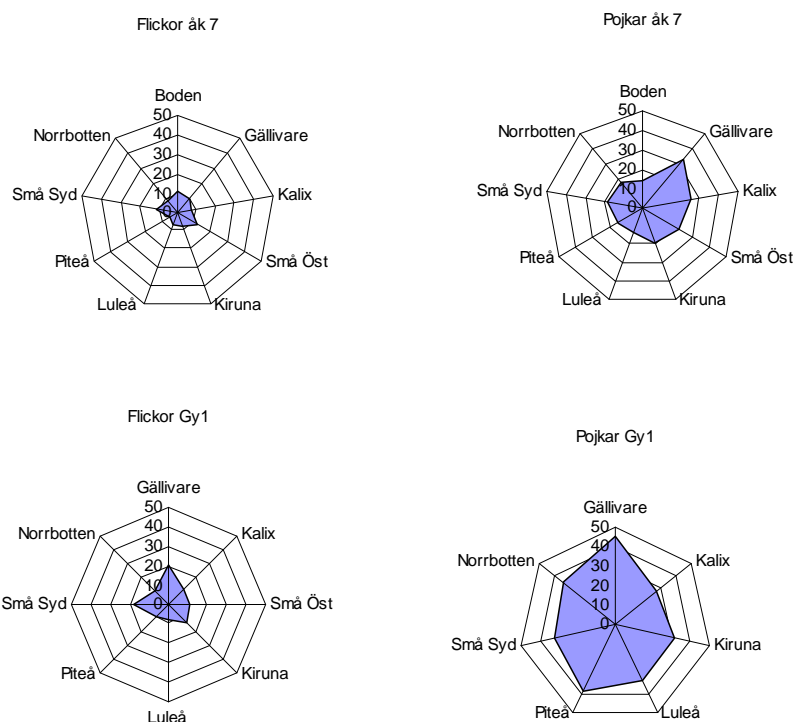 Flickor åk 7
Boden
Gällivare
Kalix
Små Öst
Kiruna
Luleå
Piteå
Små Syd
Norrbotten
50
40
30
20
10
0
Pojkar åk 7
Boden
Gällivare
Kalix
Små Öst
Kiruna
Luleå
Piteå
Små Syd
Norrbotten
50
40
30
20
10
0
Flickor Gy1
Gällivare
Kalix
Små Öst
Kiruna
Luleå
Piteå
Små Syd
Norrbotten
50
40
30
20
10
0
Pojkar Gy1
Gällivare
Kalix
Kiruna
Luleå
Piteå
Små Syd
Norrbotten
50
40
30
20
10
0